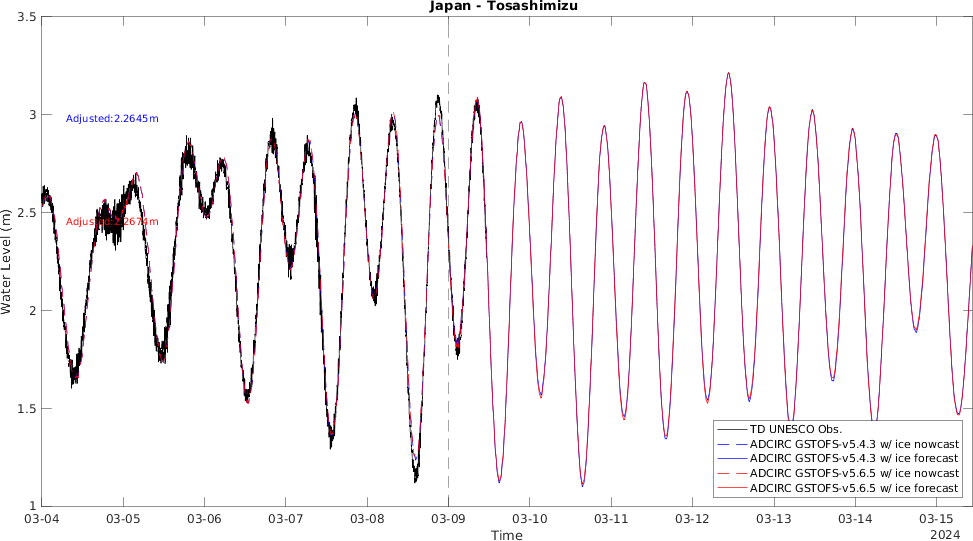 Japan - Tosashimizu
3.5
3
2.5
2
1.5
1
Water Level (m)
Adjusted:2.2645m
Adjusted:2.2674m
TD UNESCO Obs.
ADCIRC GSTOFS-v5.4.3 w/ ice nowcast
ADCIRC GSTOFS-v5.4.3 w/ ice forecast
ADCIRC GSTOFS-v5.6.5 w/ ice nowcast
ADCIRC GSTOFS-v5.6.5 w/ ice forecast
03-04 03-05 03-06 03-07 03-08 03-09 03-10 03-11 03-12 03-13 03-14 03-15
Time
2024